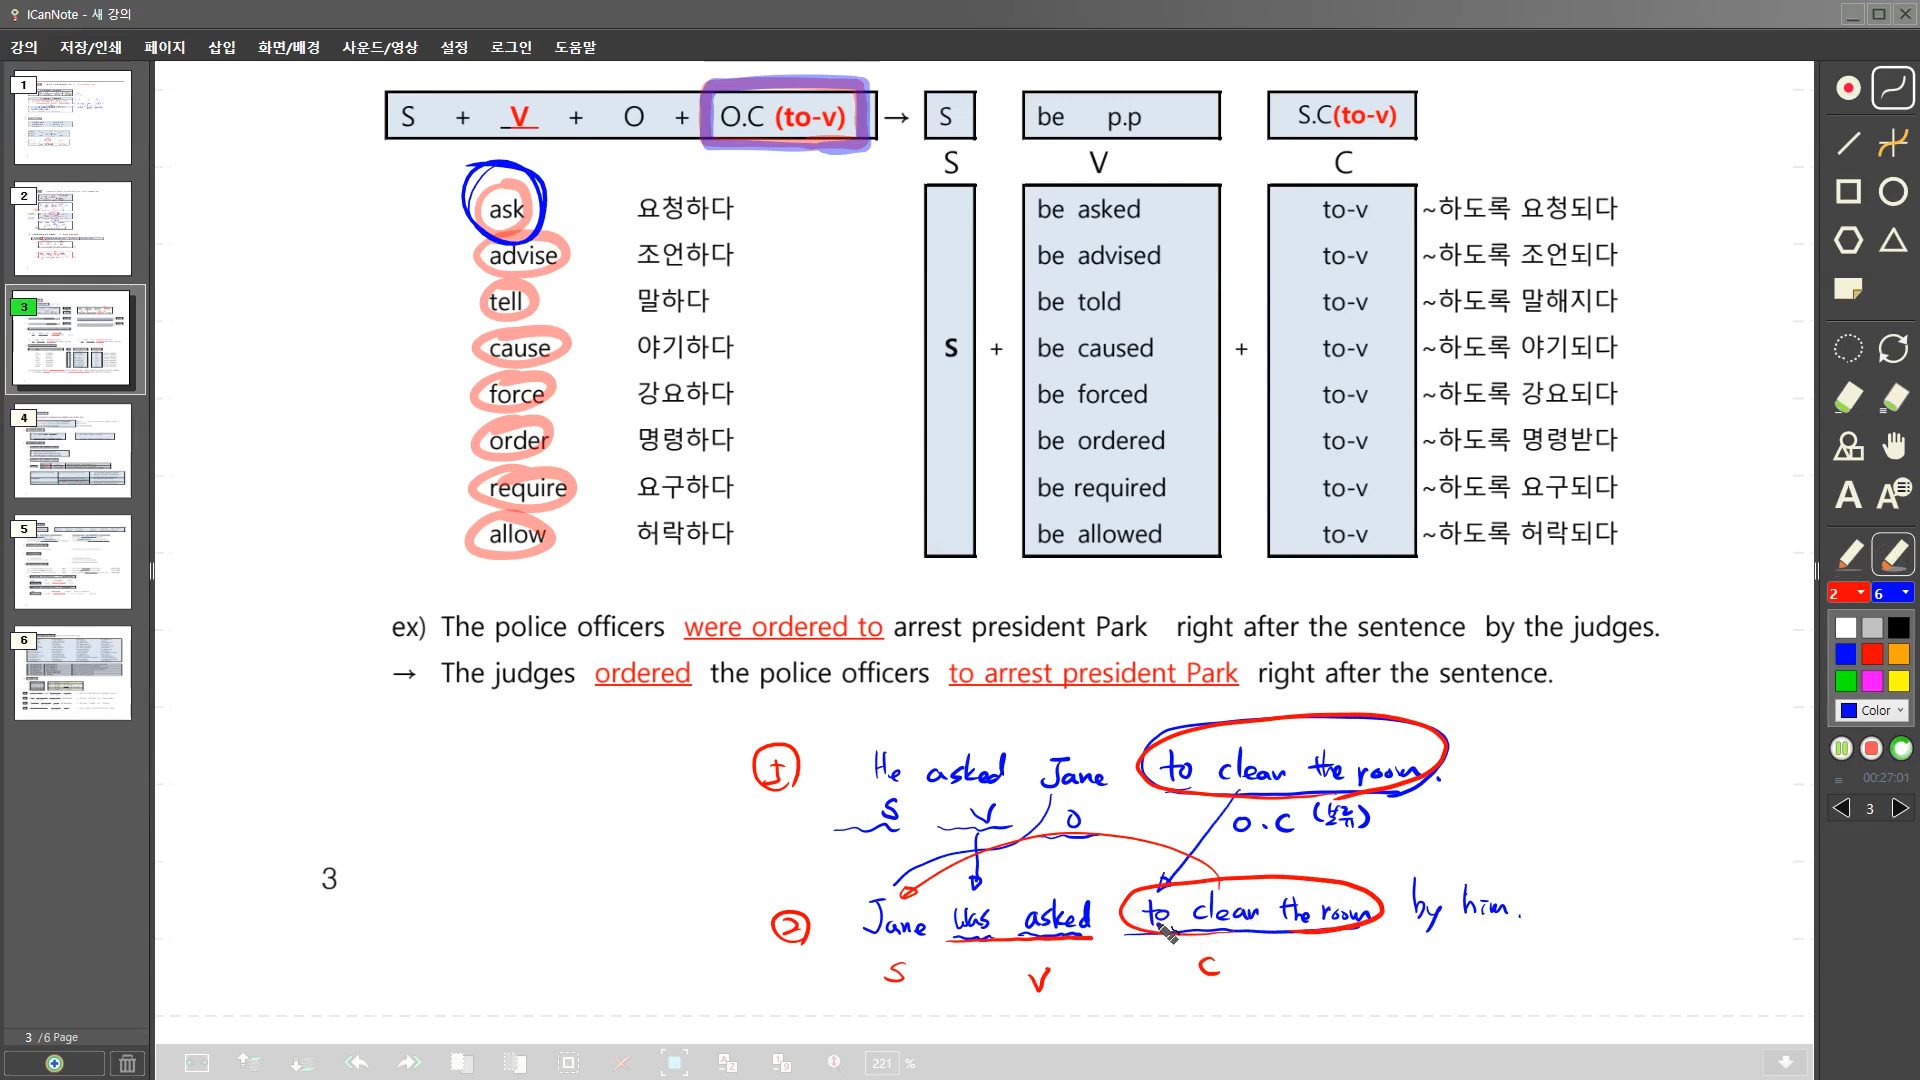 ICanNote - 새 강의
강의 저장/인쇄 페이지 삽입 화면/배경 사운드/영상 설정 로그인 도움말
1
2
3
4
5
6
3 /6 Page
S + V + O + O.C (to-v) → S be p.p S.C(to-v)
S V C
ask 요청하다 be asked to-v ~하도록 요청되다
advise 조언하다 be advised to-v ~하도록 조언되다
tell 말하다 be told to-v ~하도록 말해지다
cause 야기하다 S + be caused + to-v ~하도록 야기되다
force 강요하다 be forced to-v ~하도록 강요되다
order 명령하다 be ordered to-v ~하도록 명령받다
require 요구하다 be required to-v ~하도록 요구되다
allow 허락하다 be allowed to-v ~하도록 허락되다
ex) The police officers were ordered to arrest president Park right after the sentence by the judges.
→ The judges ordered the police officers to arrest president Park right after the sentence.
① He asked Jane to clean the room.
S V O O.C
3
② Jane was asked to clean the room by him.
S V C
221 %
A A
2 6
Color
00:27:01
3